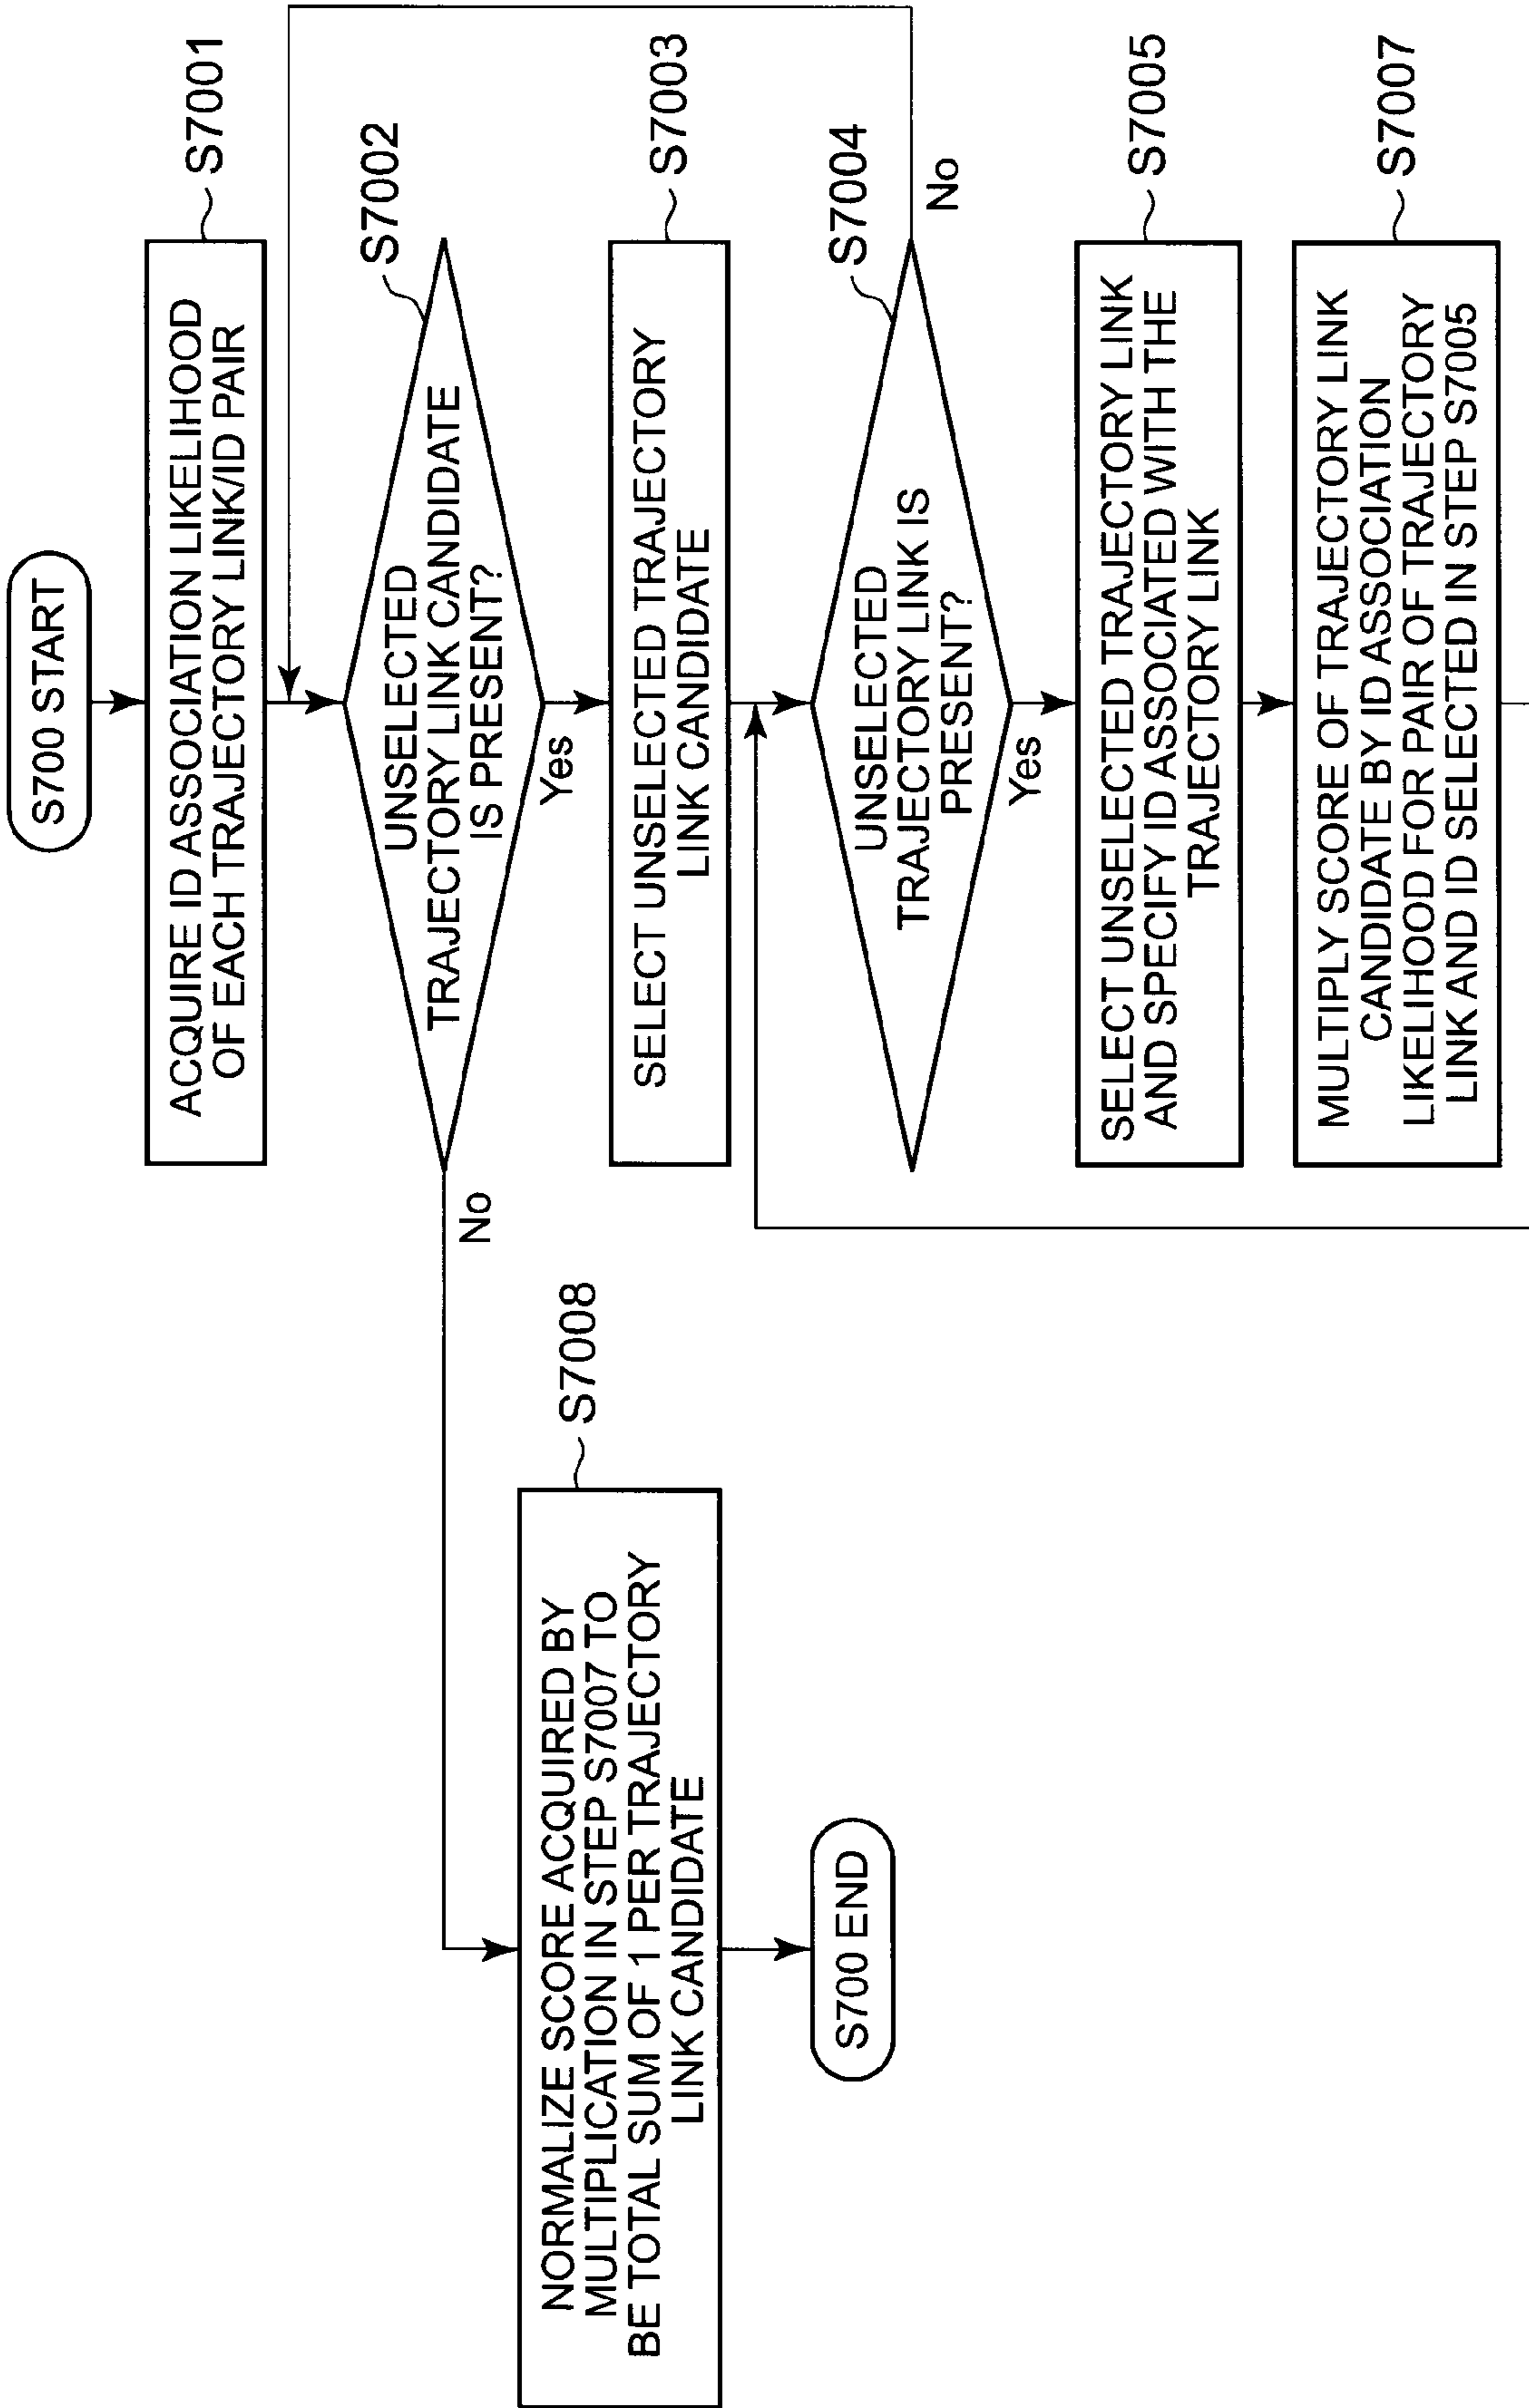 S700 START
ACQUIRE ID ASSOCIATION LIKELIHOOD
OF EACH TRAJECTORY LINK/ID PAIR
S7001
UNSELECTED
TRAJECTORY LINK CANDIDATE
IS PRESENT?
S7002
No
Yes
SELECT UNSELECTED TRAJECTORY
LINK CANDIDATE
S7003
UNSELECTED
TRAJECTORY LINK IS
PRESENT?
S7004
No
Yes
SELECT UNSELECTED TRAJECTORY LINK
AND SPECIFY ID ASSOCIATED WITH THE
TRAJECTORY LINK
S7005
MULTIPLY SCORE OF TRAJECTORY LINK
CANDIDATE BY ID ASSOCIATION
LIKELIHOOD FOR PAIR OF TRAJECTORY
LINK AND ID SELECTED IN STEP S7005
S7007
NORMALIZE SCORE ACQUIRED BY
MULTIPLICATION IN STEP S7007 TO
BE TOTAL SUM OF 1 PER TRAJECTORY
LINK CANDIDATE
S7008
S700 END